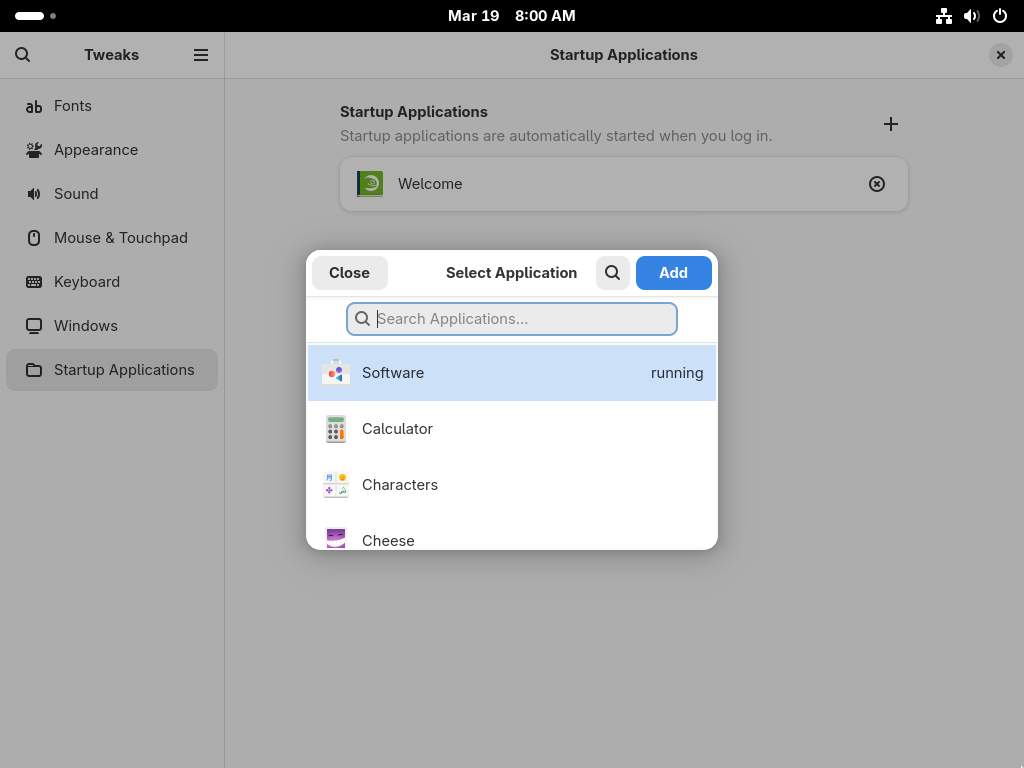 Mar 19 8:00 AM
Tweaks
Startup Applications
Fonts
Appearance
Sound
Mouse & Touchpad
Keyboard
Windows
Startup Applications
Startup Applications
Startup applications are automatically started when you log in.
Welcome
Close
Select Application
Add
Search Applications...
Software
running
Calculator
Characters
Cheese